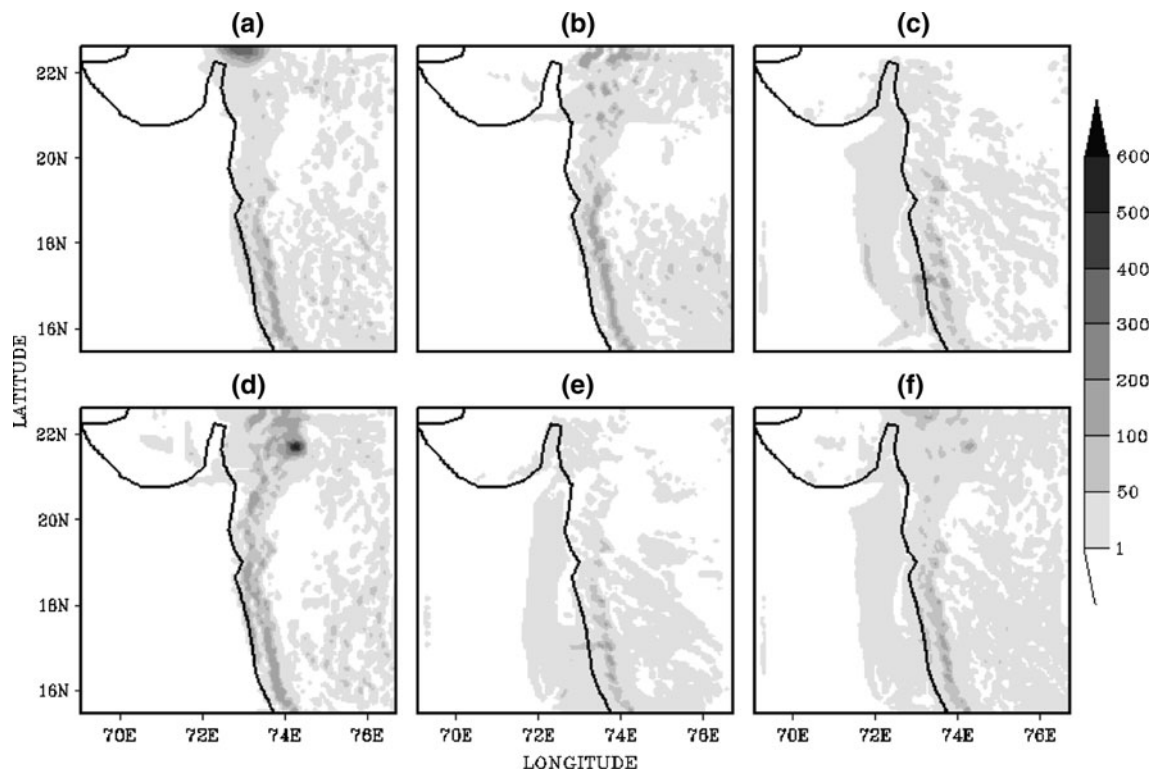 (a) (b) (c)
22N
20N
18N
16N
600
500
400
300
200
100
50
1
LATITUDE
(d) (e) (f)
22N
20N
18N
16N
70E 72E 74E 76E 70E 72E 74E 76E 70E 72E 74E 76E
LONGITUDE